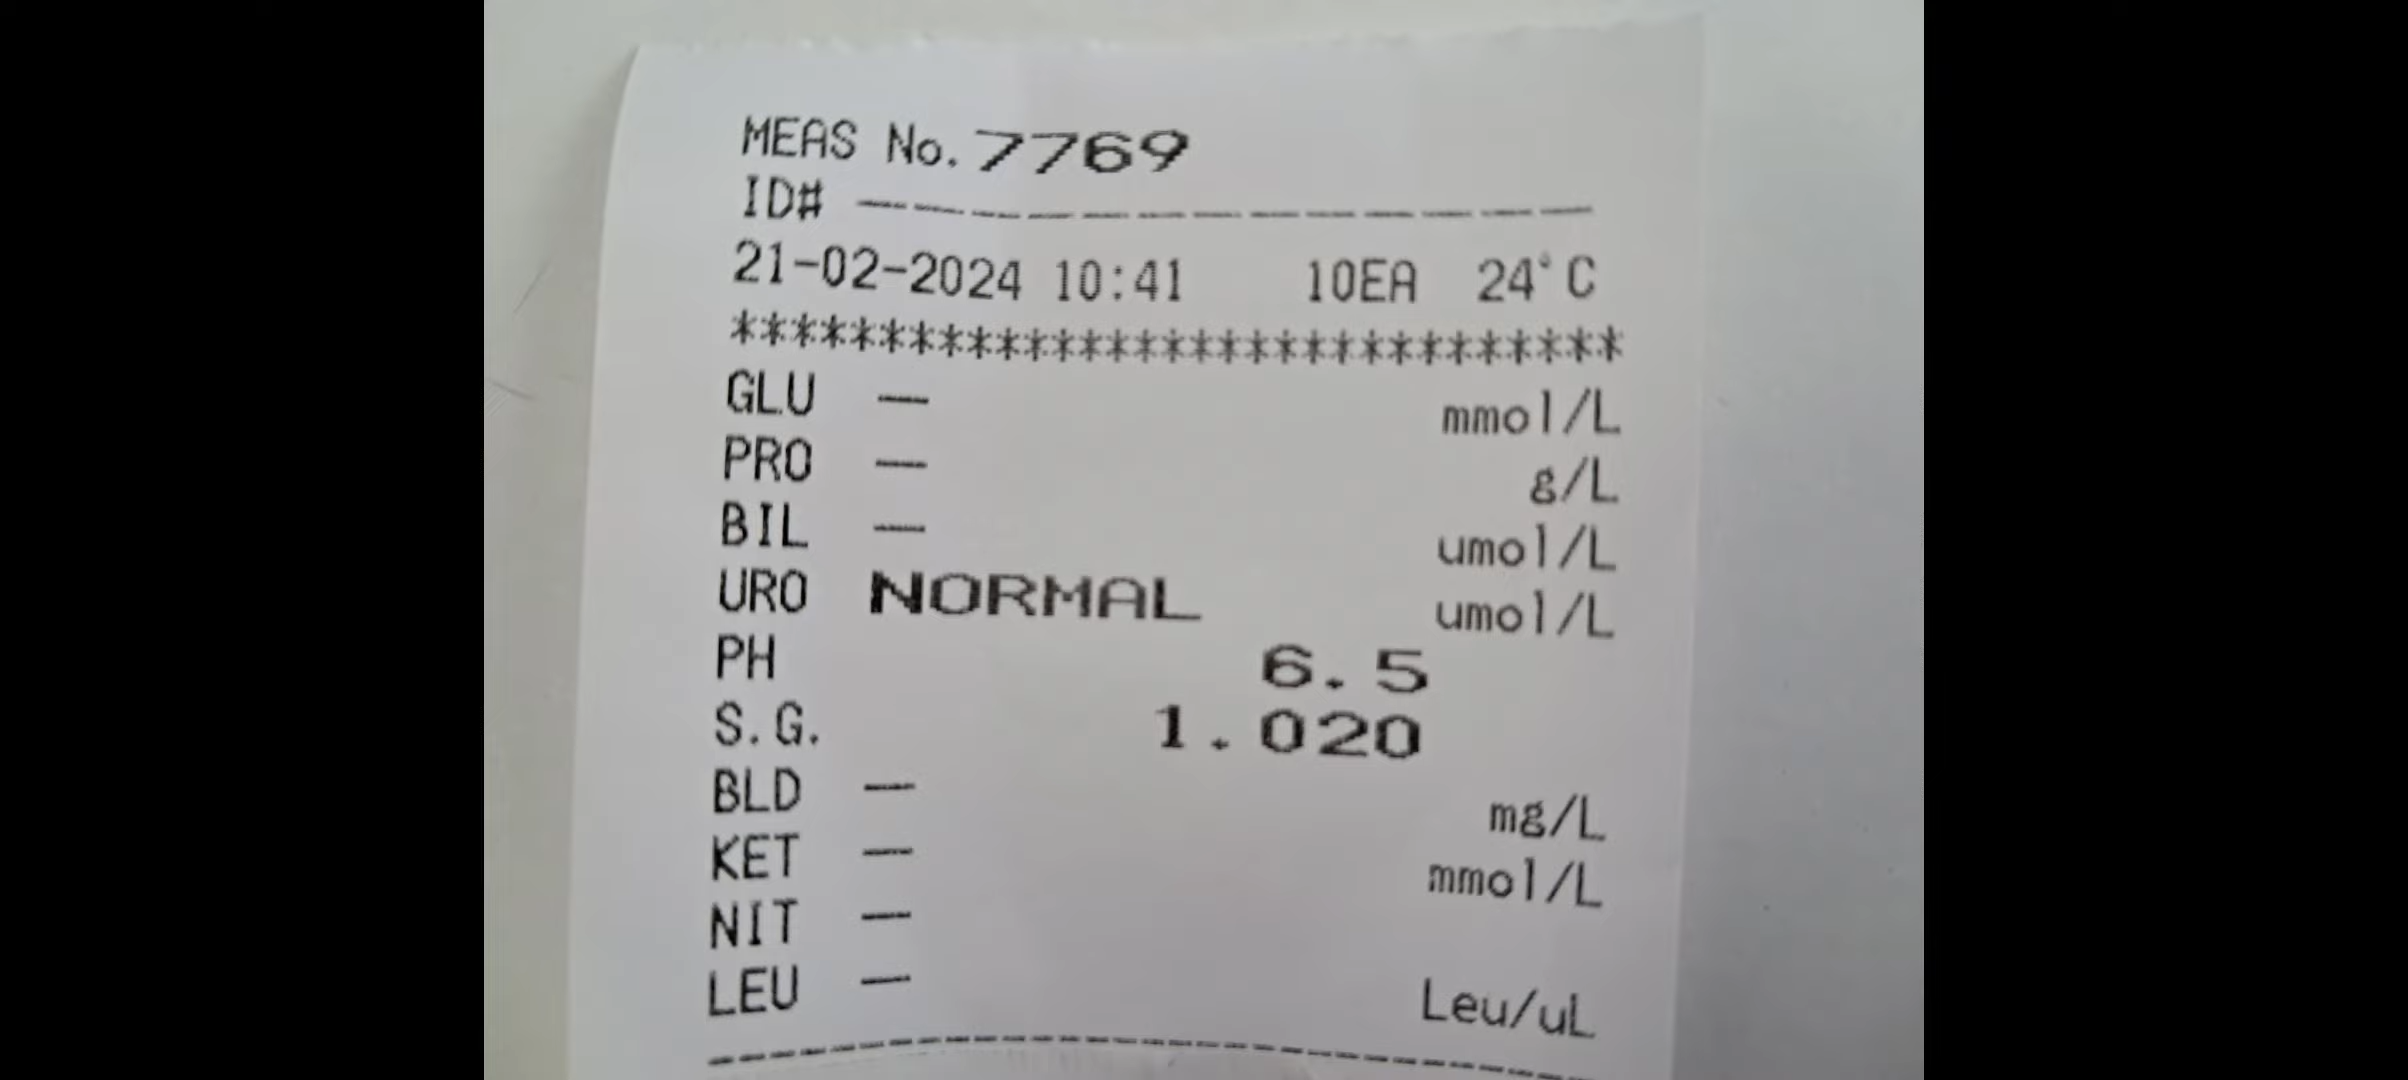 MEAS No. 7769
ID# --------------
21-02-2024 10:41 10EA 24°C
*******************************
GLU — mmol/L
PRO — g/L
BIL — umol/L
URO NORMAL umol/L
PH 6.5
S.G. 1.020
BLD — mg/L
KET — mmol/L
NIT —
LEU — Leu/uL